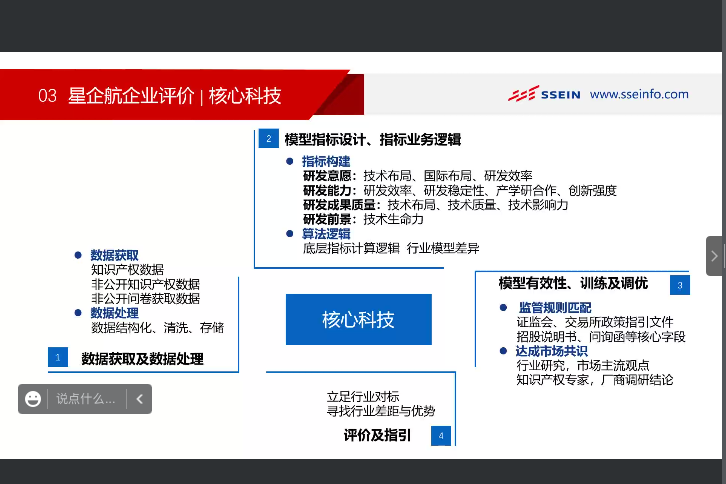 03 星企航企业评价 | 核心科技
SSEIN www.sseinfo.com
2 模型指标设计、指标业务逻辑
指标构建
研发意愿：技术布局、国际布局、研发效率
研发能力：研发效率、研发稳定性、产学研合作、创新强度
研发成果质量：技术布局、技术质量、技术影响力
研发前景：技术生命力
算法逻辑
底层指标计算逻辑 行业模型差异
数据获取
知识产权数据
非公开知识产权数据
非公开问卷获取数据
数据处理
数据结构化、清洗、存储
1 数据获取及数据处理
核心科技
模型有效性、训练及调优 3
监管规则匹配
证监会、交易所政策指引文件
招股说明书、问询函等核心字段
达成市场共识
行业研究，市场主流观点
知识产权专家，厂商调研结论
立足行业对标
寻找行业差距与优势
评价及指引 4
说点什么...